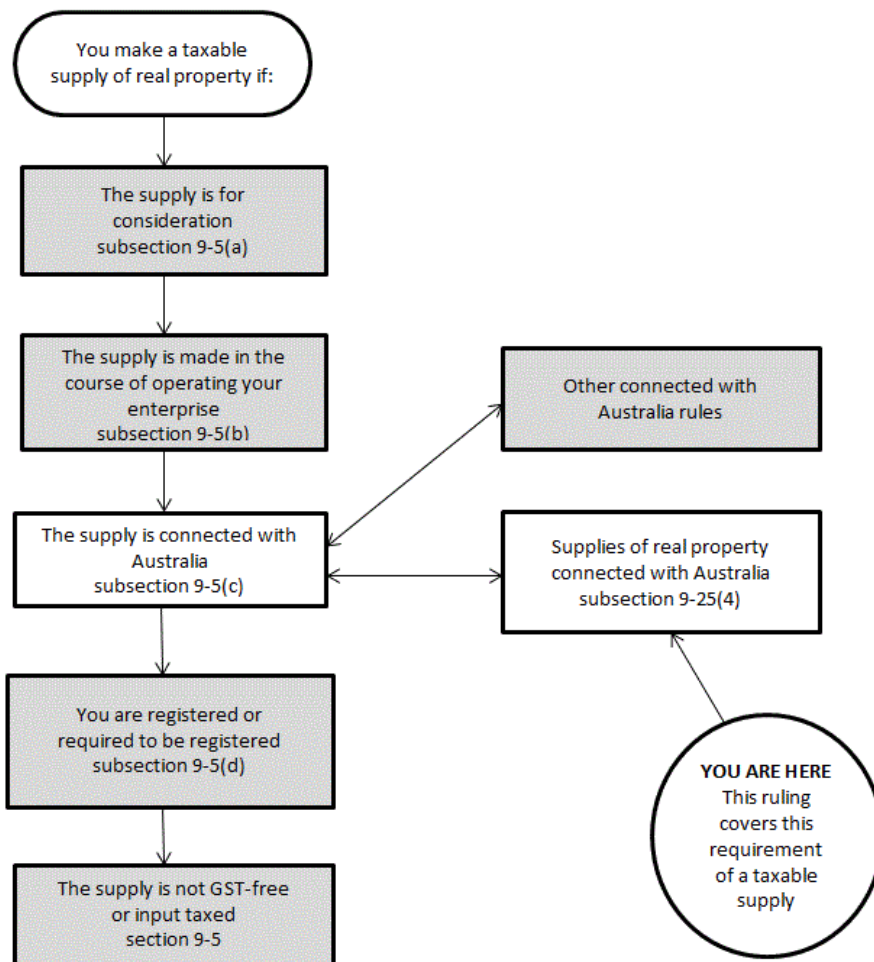 You make a taxable
supply of real property if:
The supply is for
consideration
subsection 9-5(a)
The supply is made in the
course of operating your
enterprise
subsection 9-5(b)
Other connected with
Australia rules
The supply is connected with
Australia
subsection 9-5(c)
Supplies of real property
connected with Australia
subsection 9-25(4)
You are registered or
required to be registered
subsection 9-5(d)
YOU ARE HERE
This ruling
covers this
requirement
of a taxable
supply
The supply is not GST-free
or input taxed
section 9-5